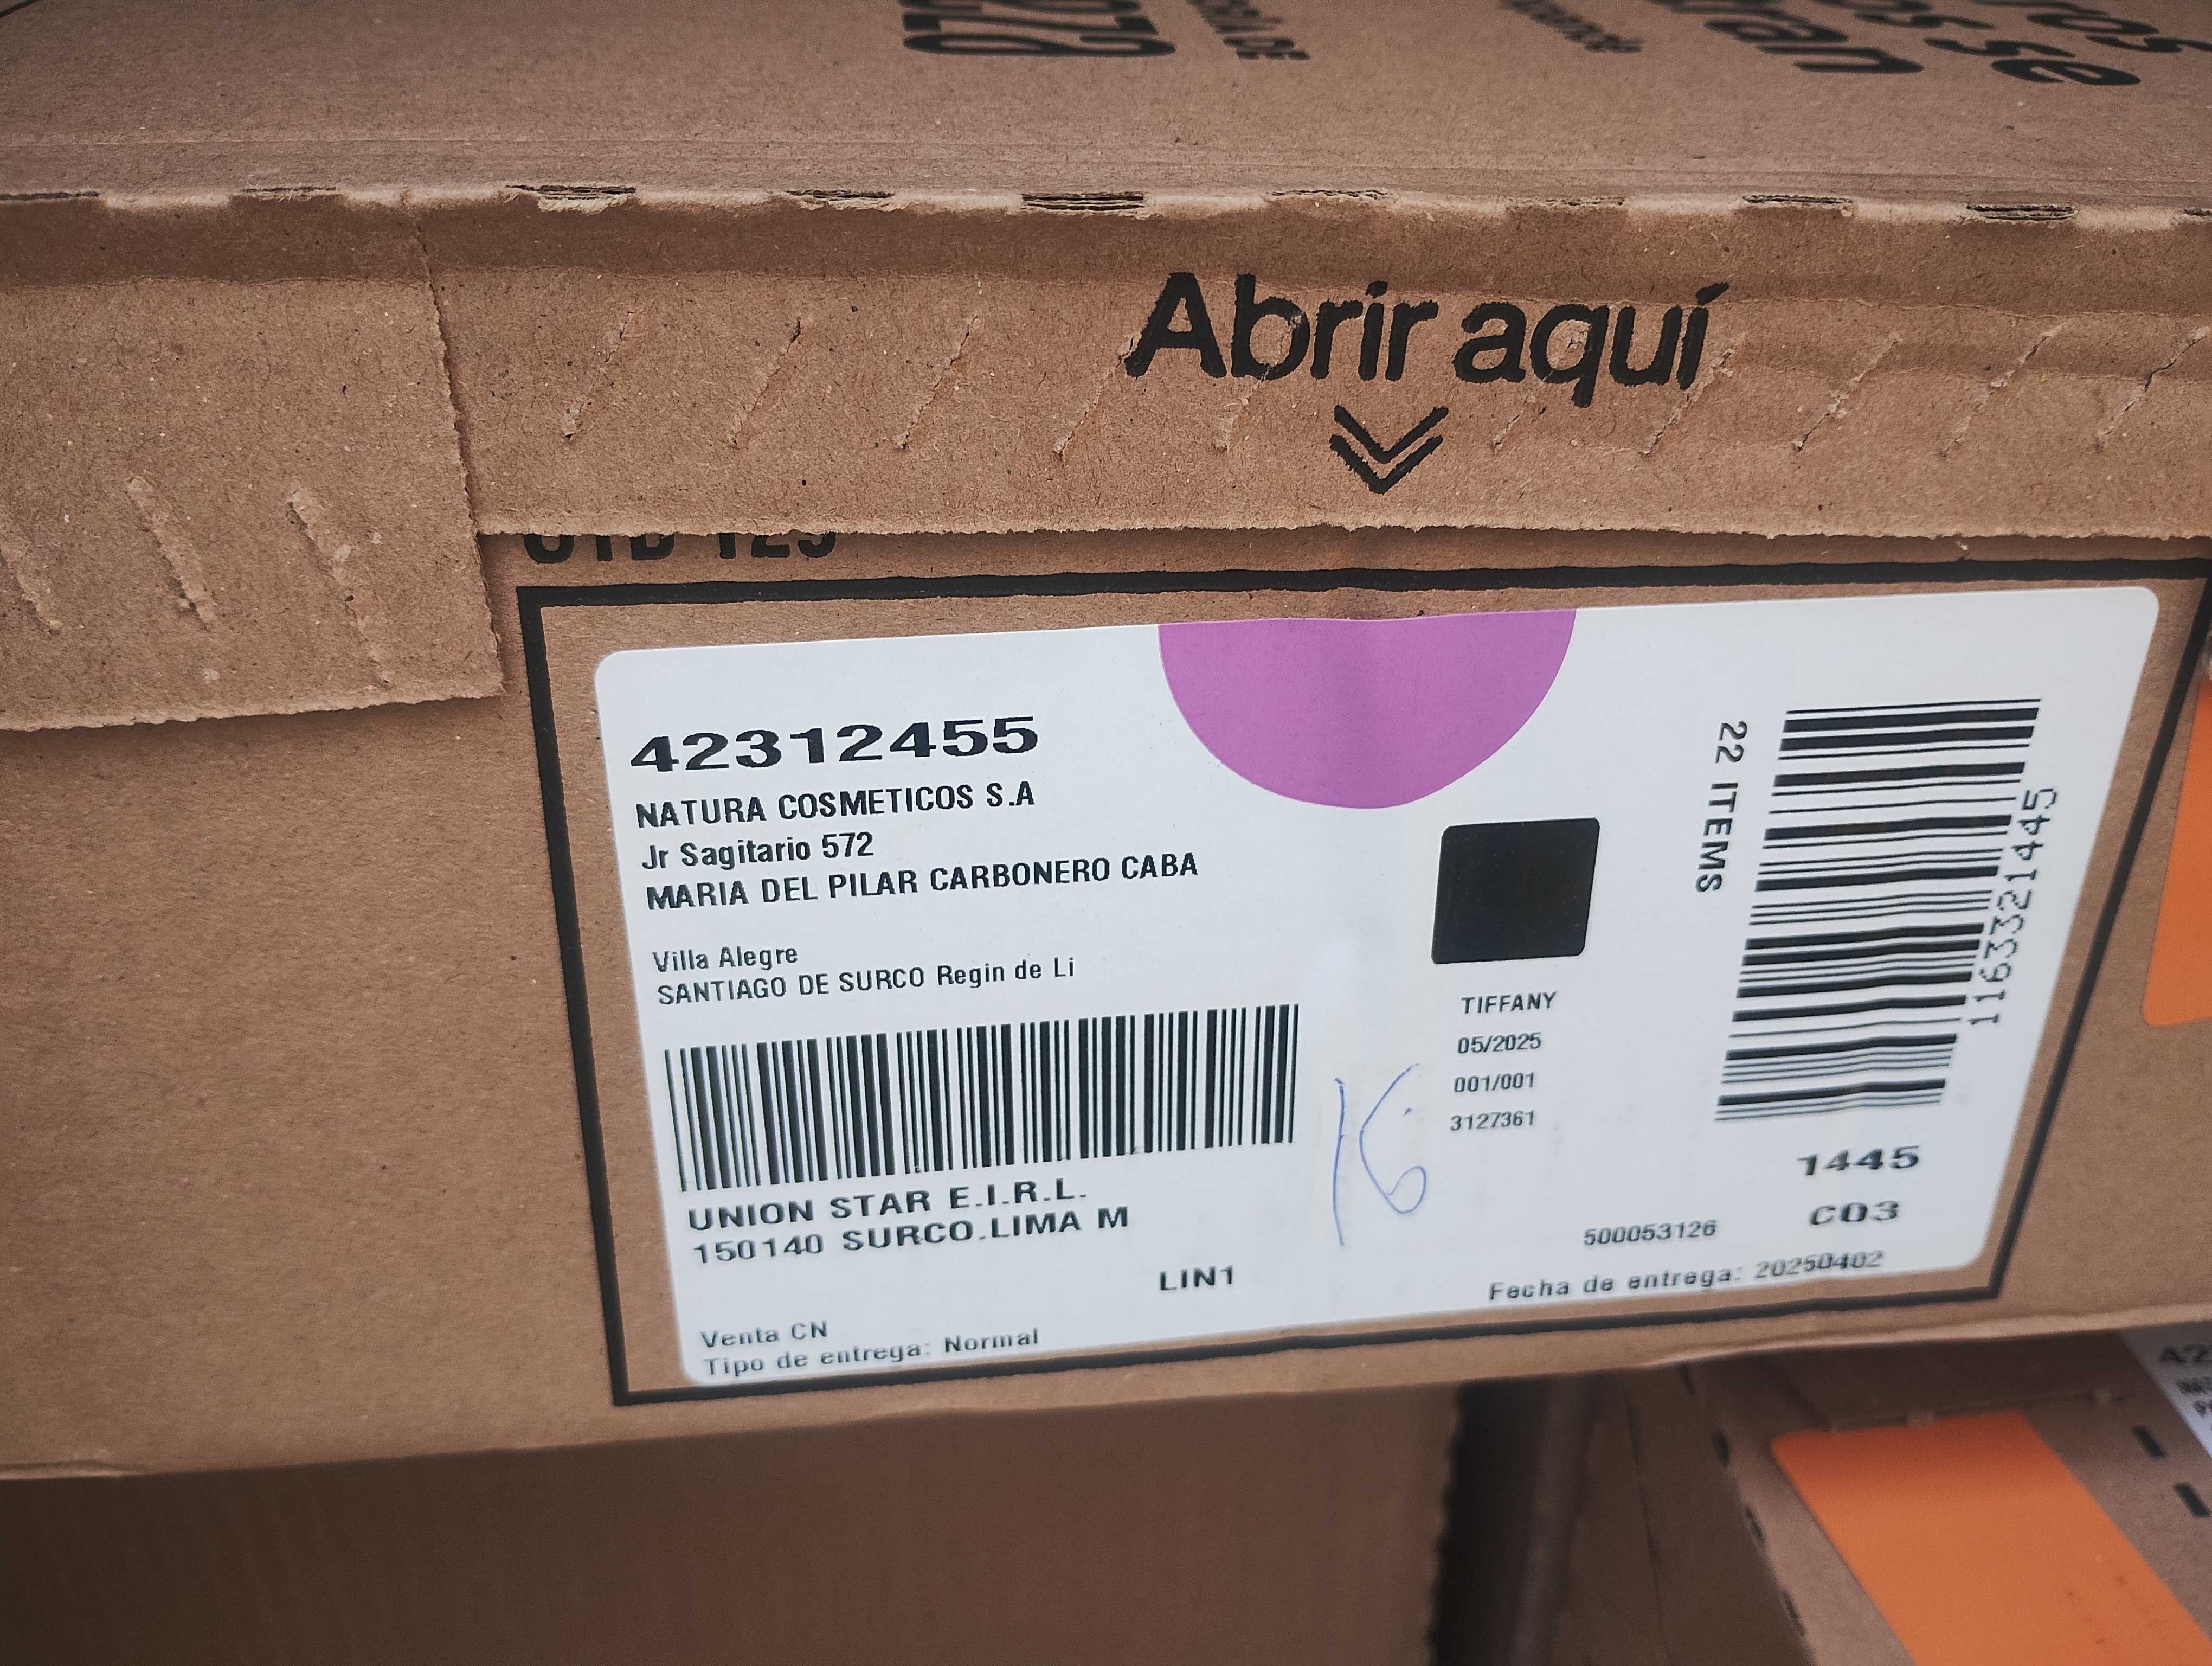 Abrir aquí
42312455
NATURA COSMETICOS S.A
Jr Sagitario 572
MARIA DEL PILAR CARBONERO CABA
Villa Alegre
SANTIAGO DE SURCO Regin de Li
UNION STAR E.I.R.L.
150140 SURCO.LIMA M
LIN1
Venta CN
Tipo de entrega: Normal
TIFFANY
05/2025
001/001
3127361
16.
22 ITEMS
1163321445
1445
C03
500053126
Fecha de entrega: 20250402